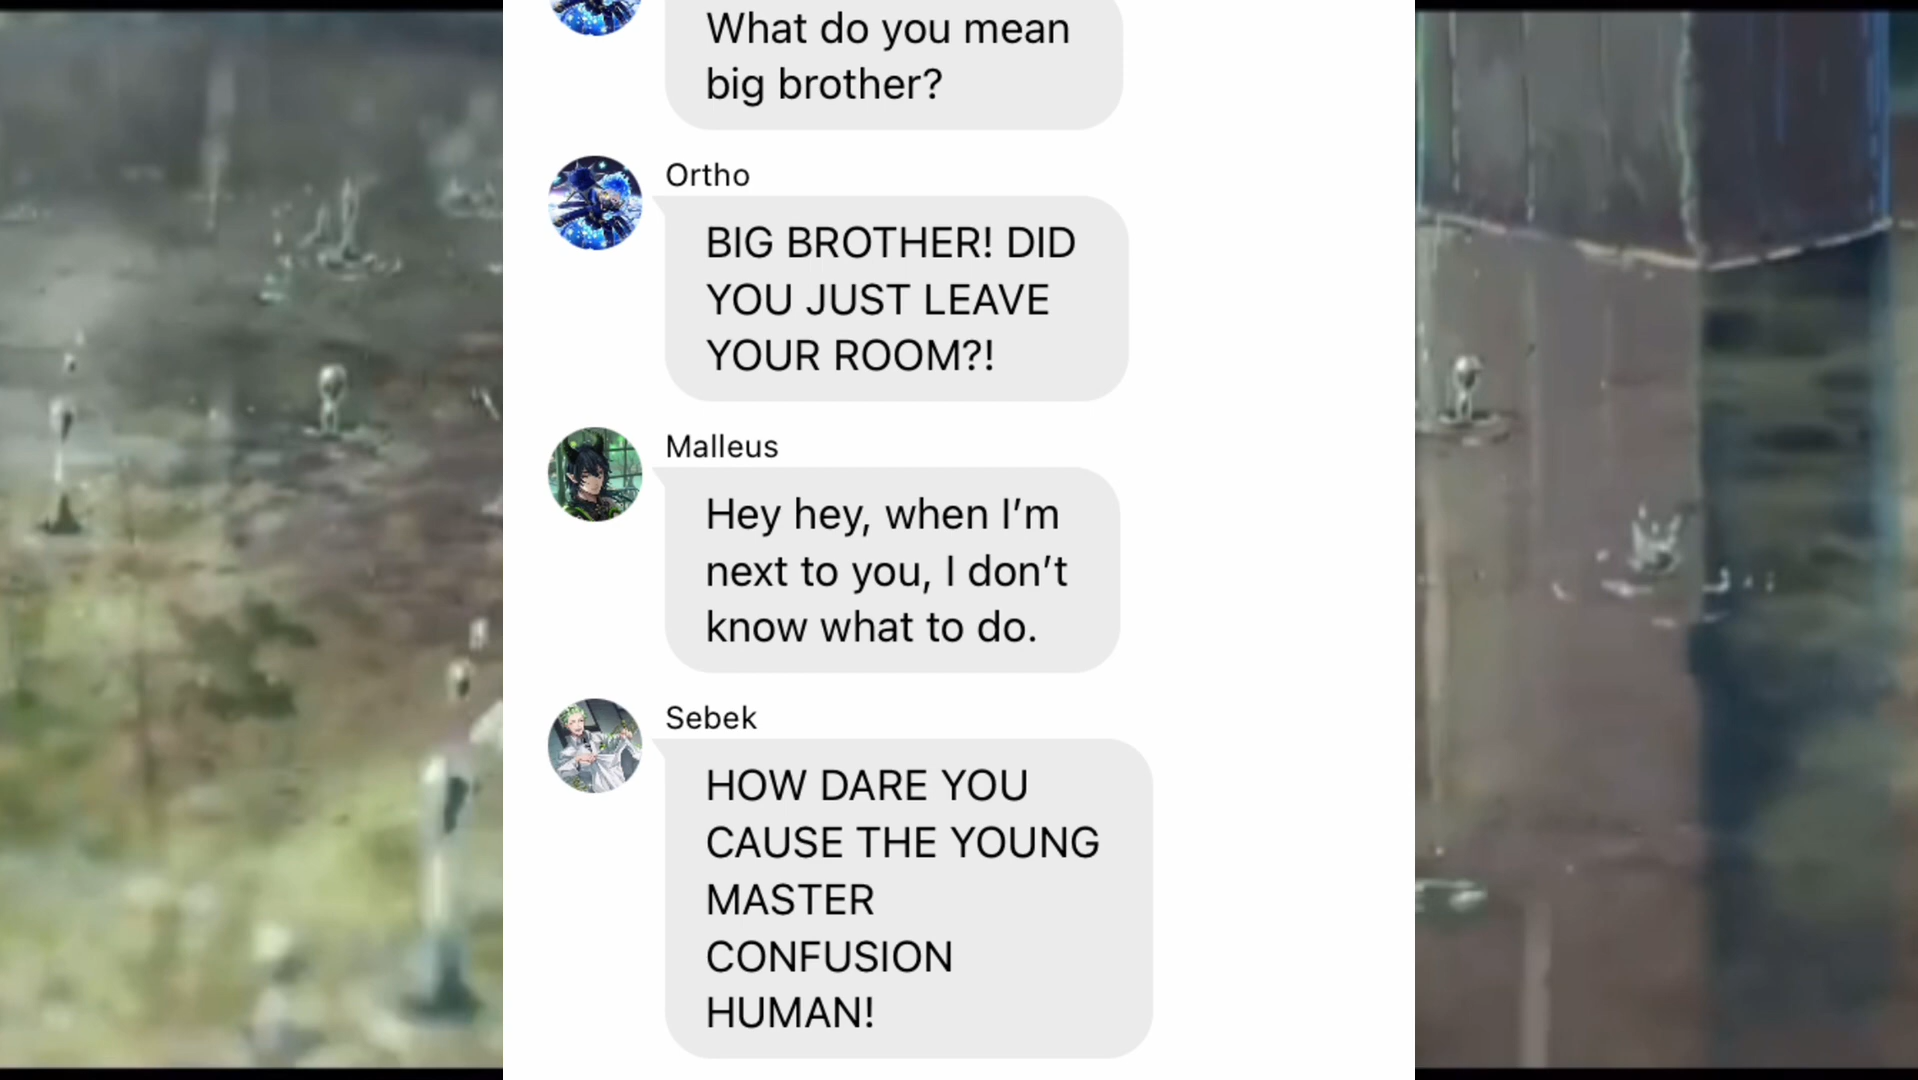 What do you mean
big brother?
Ortho
BIG BROTHER! DID
YOU JUST LEAVE
YOUR ROOM?!
Malleus
Hey hey, when I’m
next to you, I don’t
know what to do.
Sebek
HOW DARE YOU
CAUSE THE YOUNG
MASTER
CONFUSION
HUMAN!